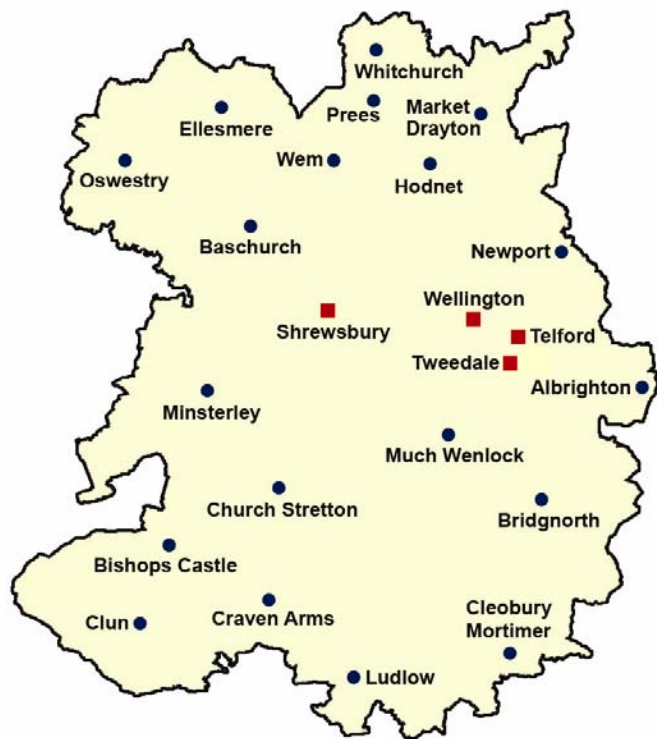 Whitchurch
Prees
Market
Drayton
Ellesmere
Wem
Hodnet
Oswestry
Baschurch
Newport
Wellington
Shrewsbury
Telford
Tweedale
Albrighton
Minsterley
Much Wenlock
Church Stretton
Bridgnorth
Bishops Castle
Craven Arms
Clun
Cleobury
Mortimer
Ludlow